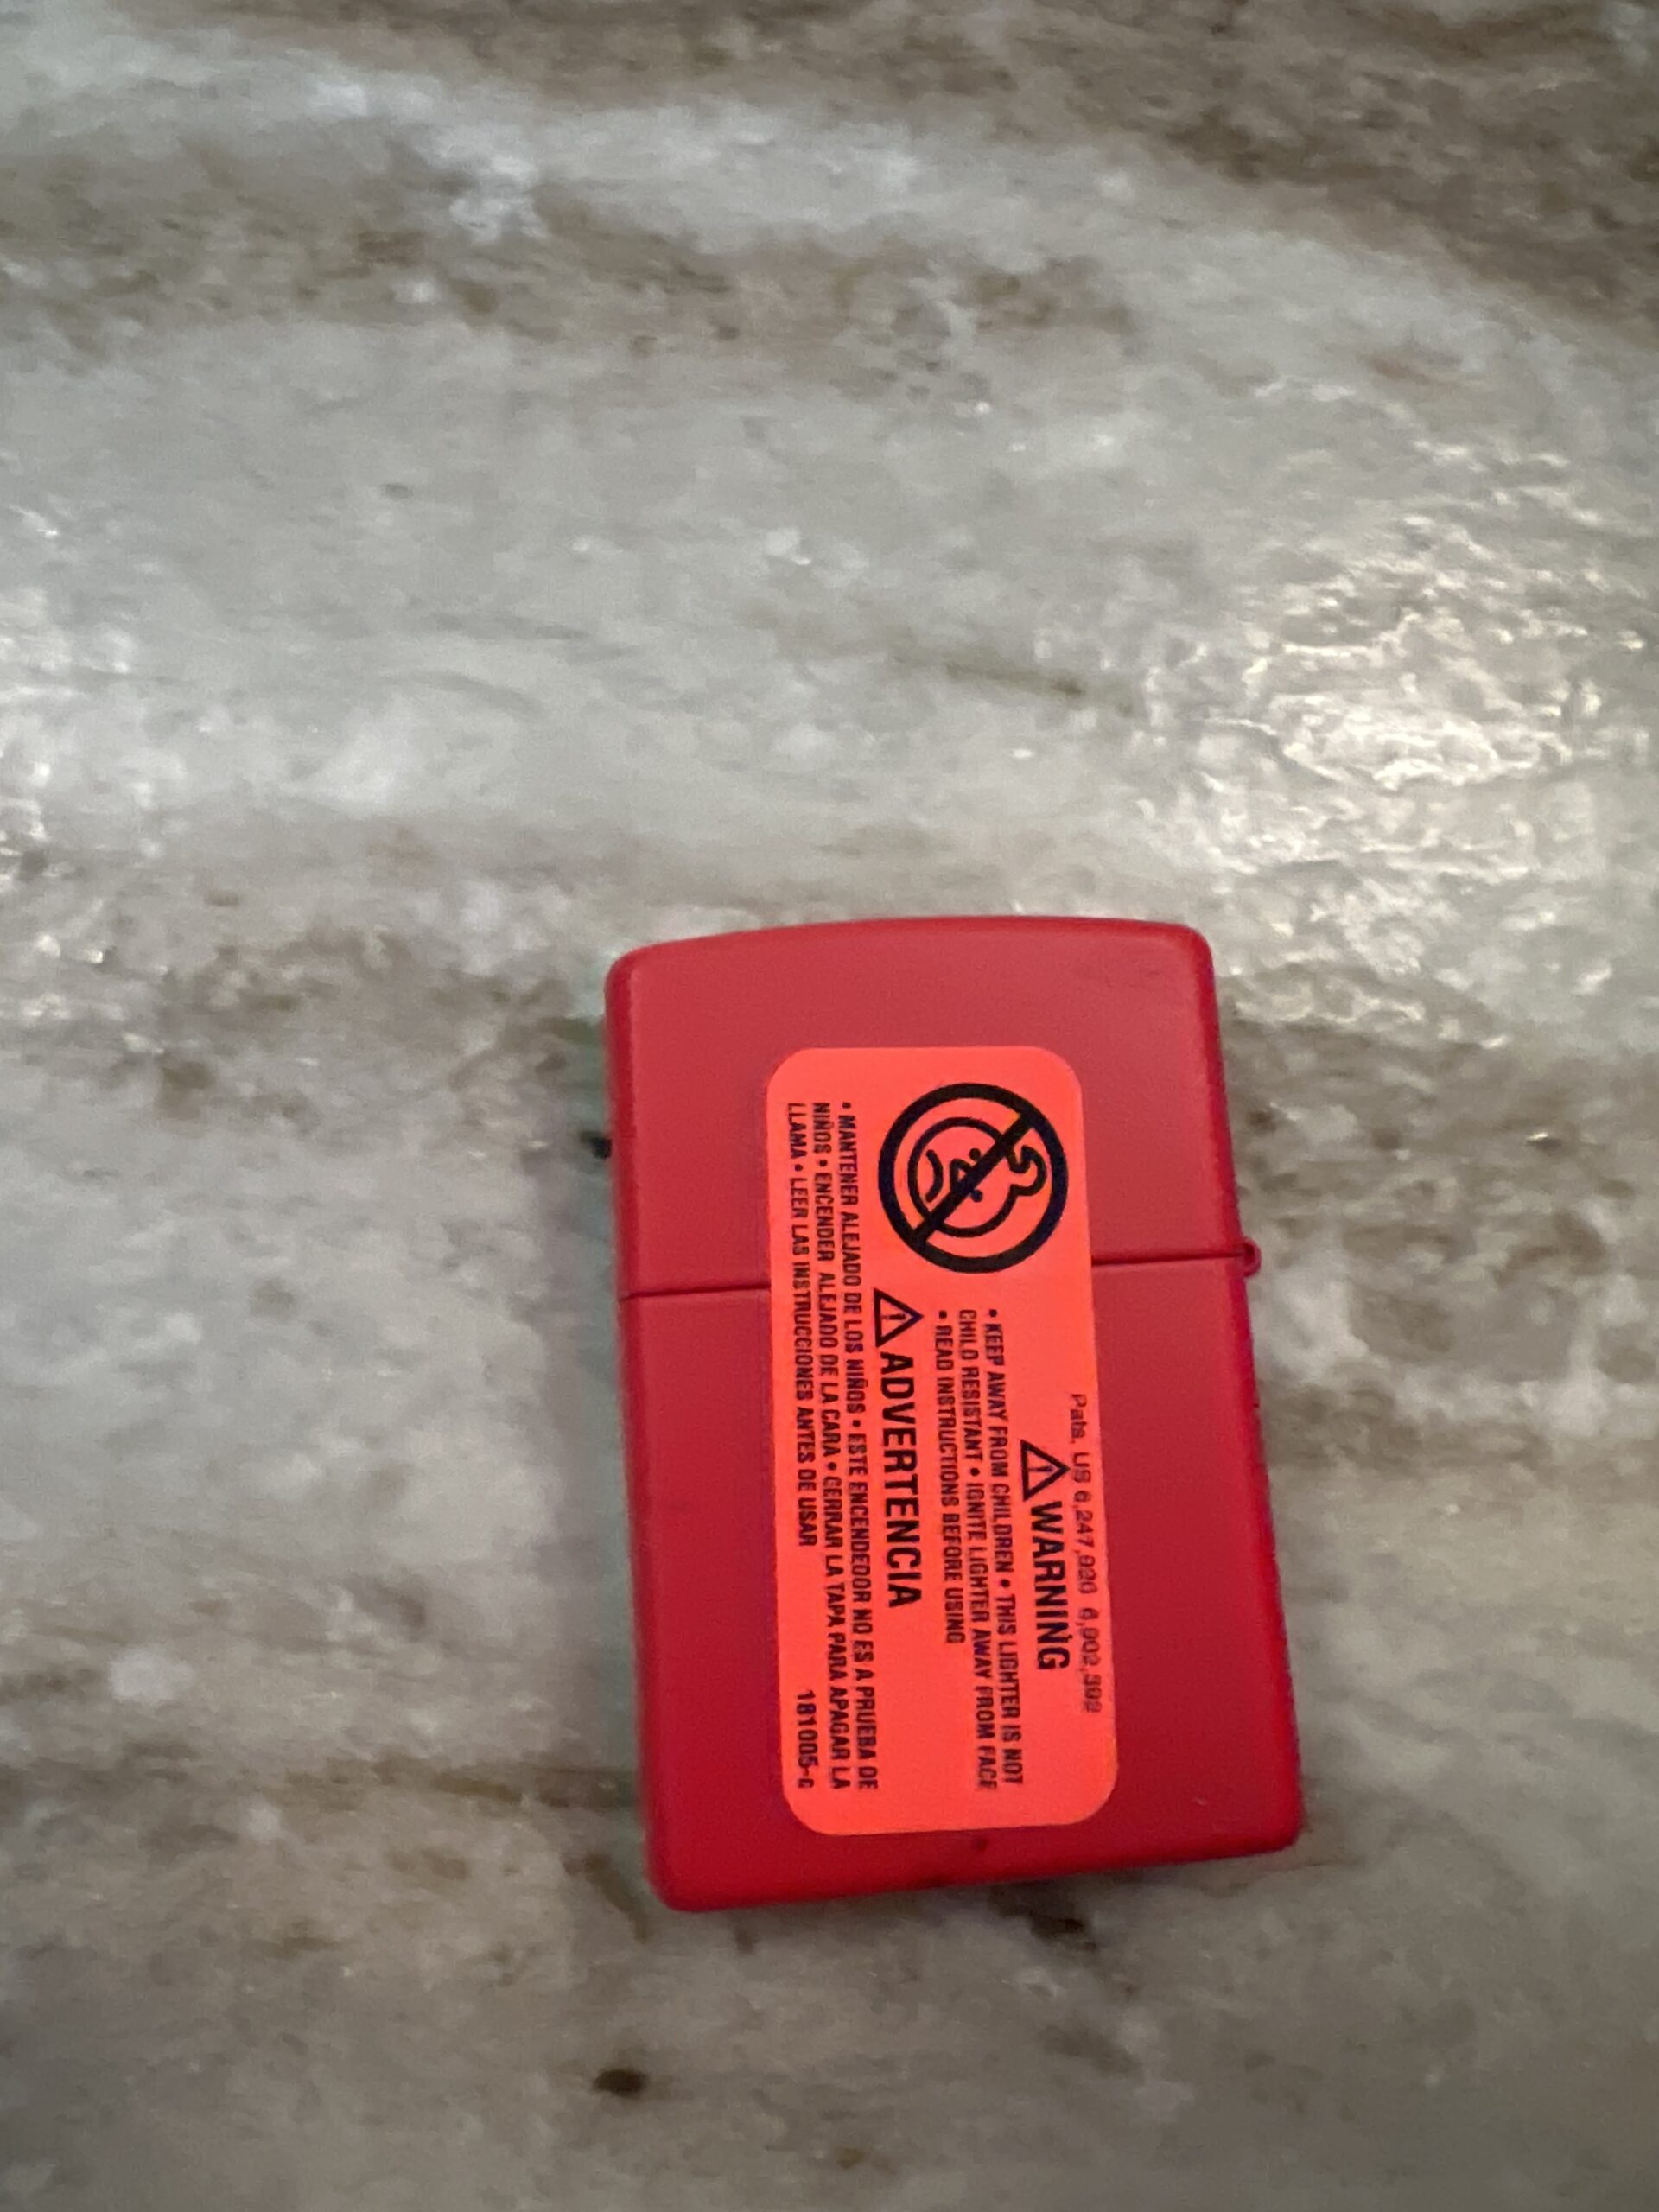 Pats. US 6,247,920 6,902,392
WARNING
• KEEP AWAY FROM CHILDREN • THIS LIGHTER IS NOT
CHILD RESISTANT • IGNITE LIGHTER AWAY FROM FACE
• READ INSTRUCTIONS BEFORE USING
ADVERTENCIA
• MANTENER ALEJADO DE LOS NIÑOS • ESTE ENCENDEDOR NO ES A PRUEBA DE
NIÑOS • ENCENDER ALEJADO DE LA CARA • CERRAR LA TAPA PARA APAGAR LA
LLAMA • LEER LAS INSTRUCCIONES ANTES DE USAR 181005-G